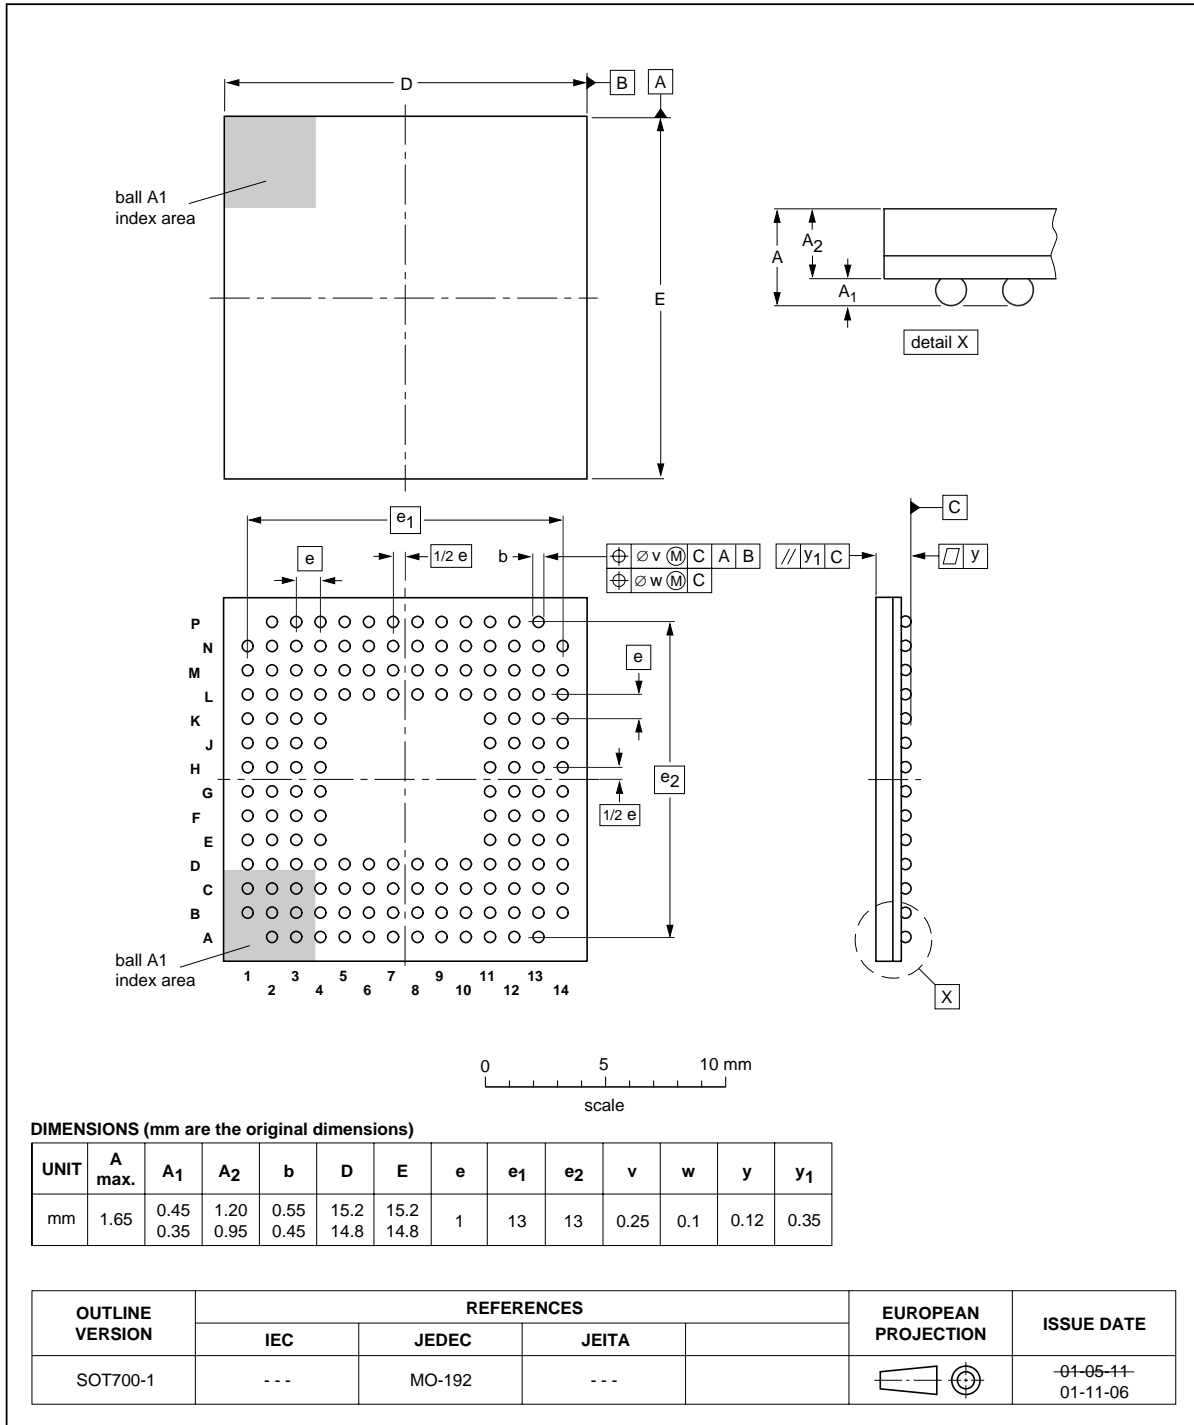 D
B
A
ball A1
index area
E
A
A2
A1
detail X
e1
e
1/2 e
b
⌖ ⌀ v Ⓜ C A B
⌖ ⌀ w Ⓜ C
// y1 C
C
▱ y
P
N
M
L
K
J
H
G
F
E
D
C
B
A
e
e2
1/2 e
ball A1
index area
1 3 5 7 9 11 13
2 4 6 8 10 12 14
X
0 5 10 mm
scale
DIMENSIONS (mm are the original dimensions)
UNIT A max. A1 A2 b D E e e1 e2 v w y y1
mm 1.65 0.45 0.35 1.20 0.95 0.55 0.45 15.2 14.8 15.2 14.8 1 13 13 0.25 0.1 0.12 0.35
OUTLINE VERSION REFERENCES EUROPEAN PROJECTION ISSUE DATE
IEC JEDEC JEITA
SOT700-1 - - - MO-192 - - - 01-05-11
01-11-06